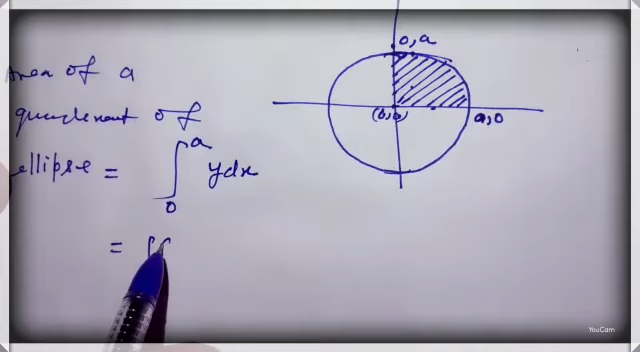 Area of a
quadrant of
ellipse = ∫₀ᵃ ydx
=
0,a
(0,0)
a,0
YouCam